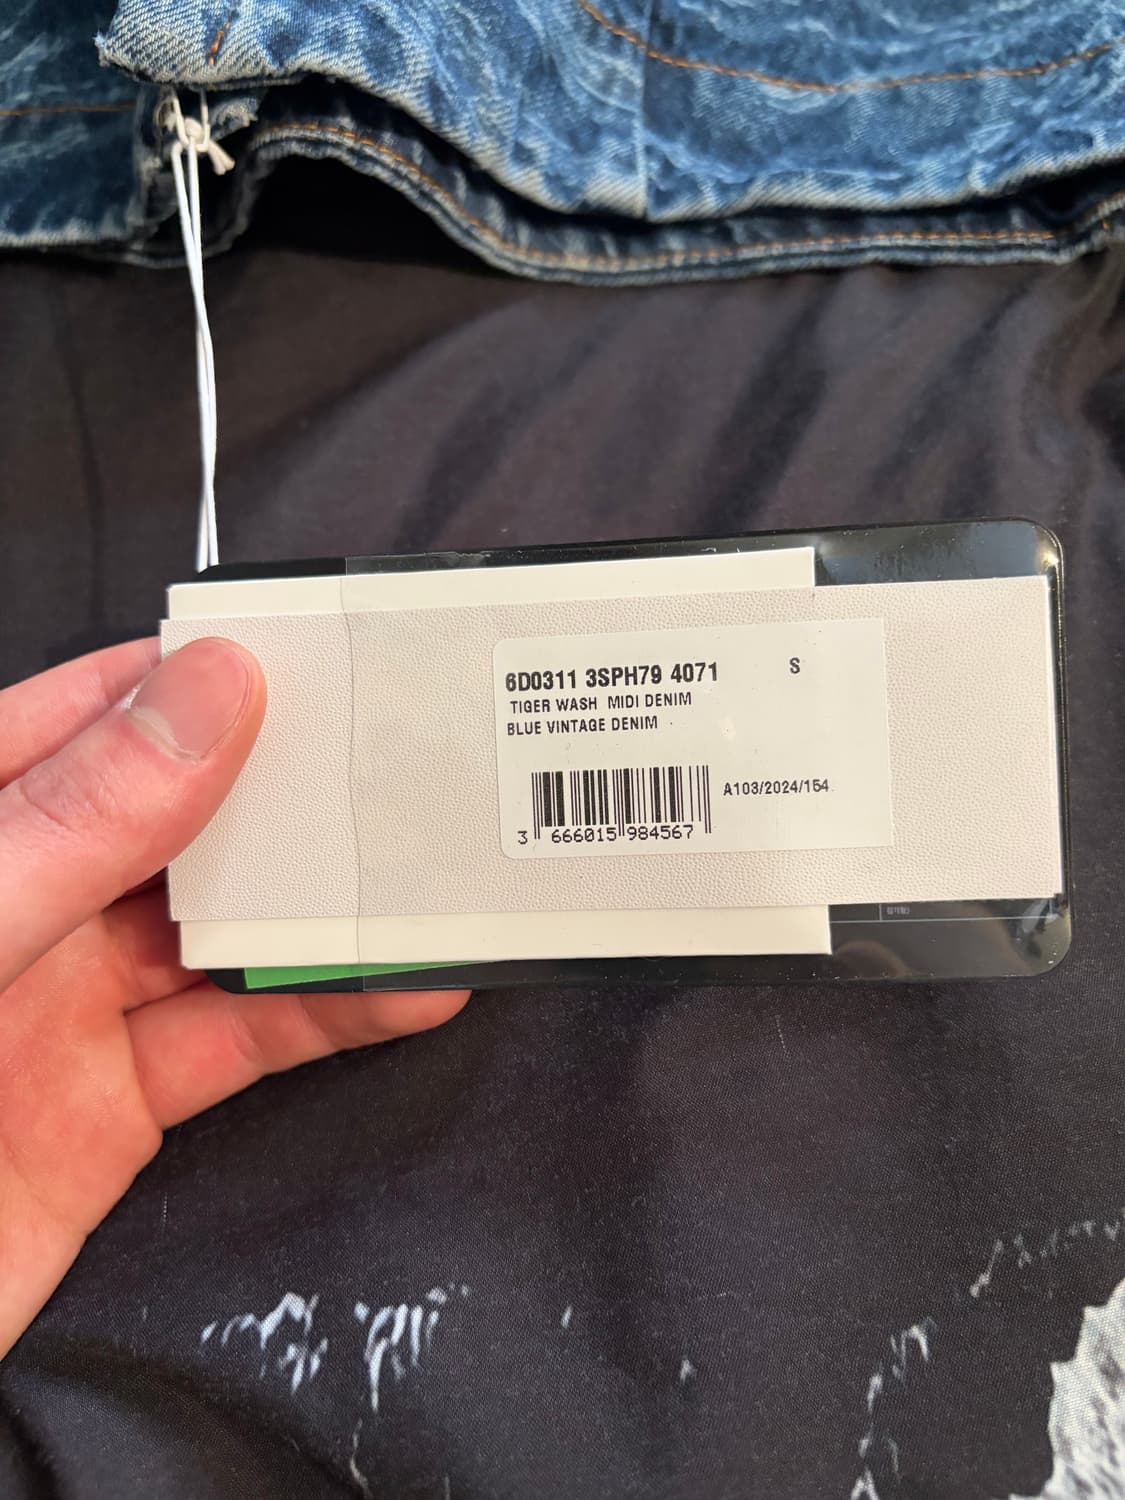 6D0311 3SPH79 4071 S
TIGER WASH MIDI DENIM
BLUE VINTAGE DENIM
A103/2024/154
3 666015 984567